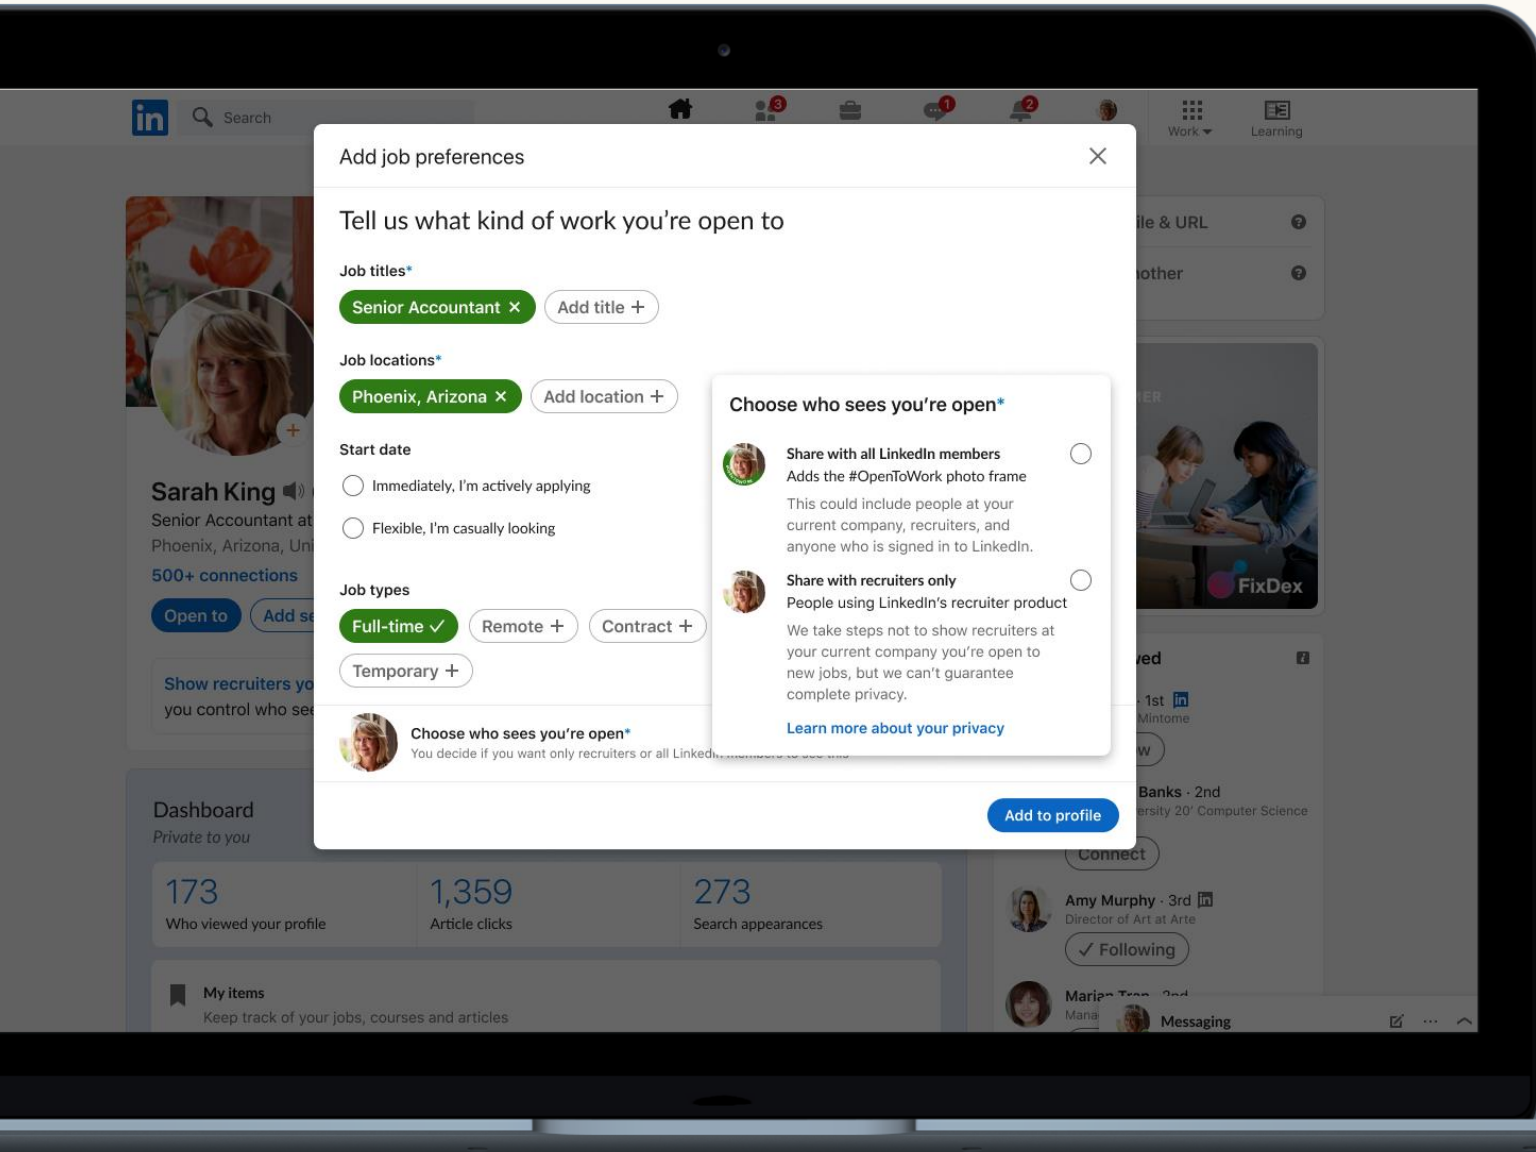 in
Search
3
1
2
Work
Learning
Add job preferences
Tell us what kind of work you're open to
Job titles*
Senior Accountant
Add title
Job locations*
Phoenix, Arizona
Add location
Start date
Immediately, I'm actively applying
Flexible, I'm casually looking
Job types
Full-time
Remote
Contract
Temporary
Choose who sees you're open*
You decide if you want only recruiters or all LinkedIn members to see this
Add to profile
Choose who sees you're open*
Share with all LinkedIn members
Adds the #OpenToWork photo frame
This could include people at your
current company, recruiters, and
anyone who is signed in to LinkedIn.
Share with recruiters only
People using LinkedIn's recruiter product
We take steps not to show recruiters at
your current company you're open to
new jobs, but we can't guarantee
complete privacy.
Learn more about your privacy
Sarah King
Senior Accountant at
Phoenix, Arizona,
500+ connections
Open to
Add
Show recruiters
you control who
Dashboard
Private to you
173
Who viewed your profile
1,359
Article clicks
273
Search appearances
My items
Keep track of your jobs, courses and articles
& URL
FixDex
· 1st in
Mintome
Banks · 2nd
20' Computer Science
Connect
Amy Murphy · 3rd in
Director of Art at Arte
Following
Messaging